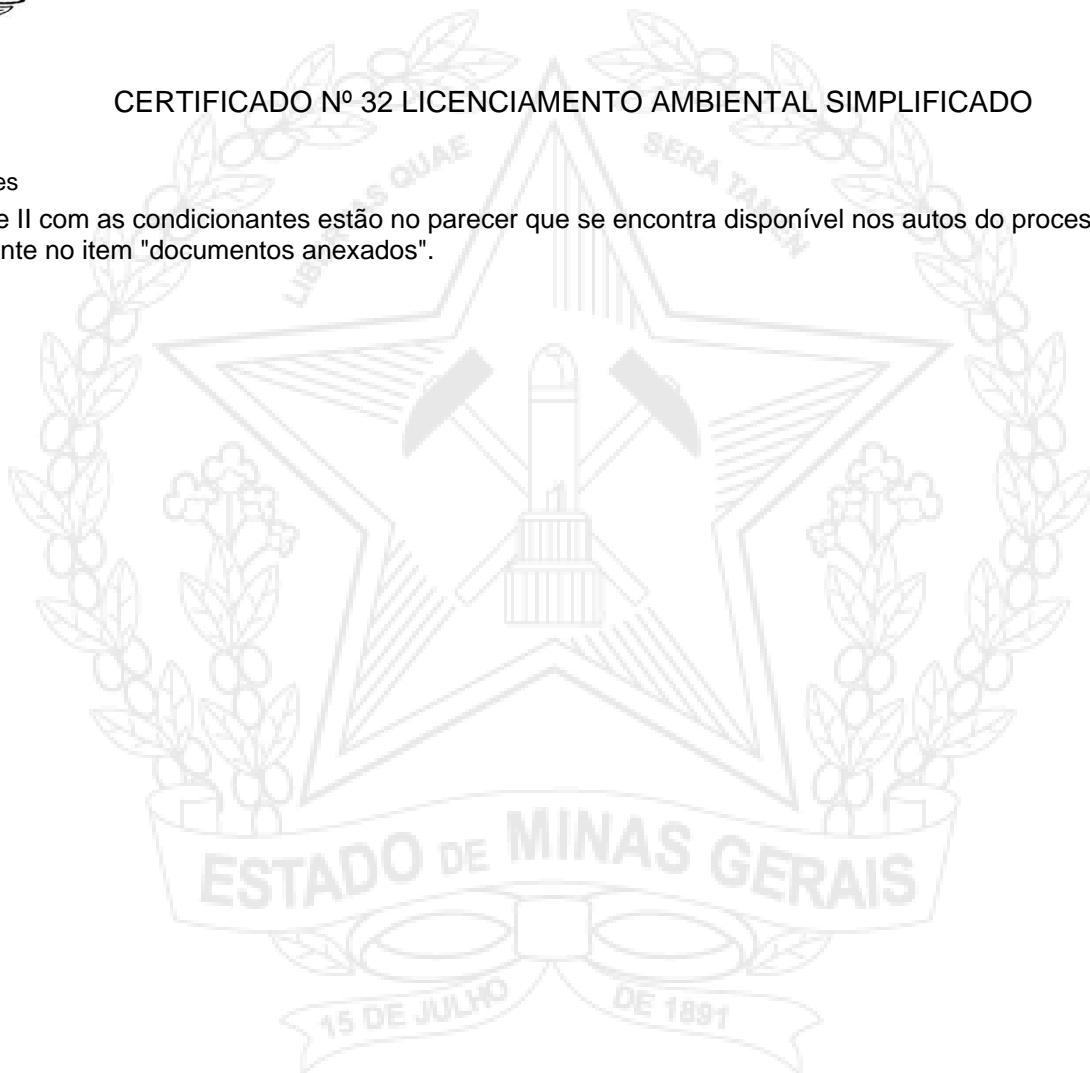 CERTIFICADO Nº 32 LICENCIAMENTO AMBIENTAL SIMPLIFICADO
es
e II com as condicionantes estão no parecer que se encontra disponível nos autos do proces
nte no item "documentos anexados".
LIBERTAS QUAE SERA TAMEN
ESTADO DE MINAS GERAIS
15 DE JULHO DE 1891